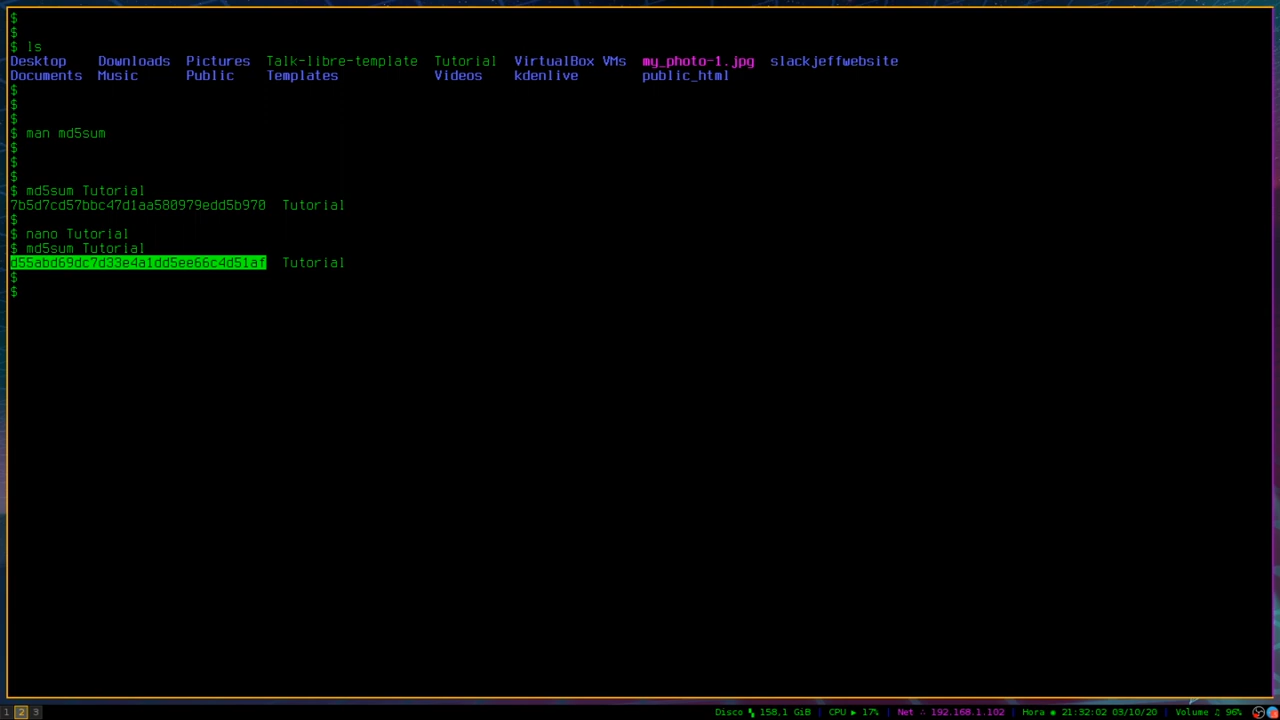 $
$
$ ls
Desktop Downloads Pictures Talk-libre-template Tutorial VirtualBox VMs my_photo-1.jpg slackjeffwebsite
Documents Music Public Templates Videos kdenlive public_html
$
$
$
$ man md5sum
$
$
$
$ md5sum Tutorial
7b5d7cd57bbc47d1aa580979edd5b970 Tutorial
$
$ nano Tutorial
$ md5sum Tutorial
d55abd69dc7d33e4a1dd5ee66c4d51af Tutorial
$
$
1 2 3 Disco 158,1 GiB | CPU ▶ 17% | Net 192.168.1.102 | Hora 21:32:02 03/10/20 | Volume 96%